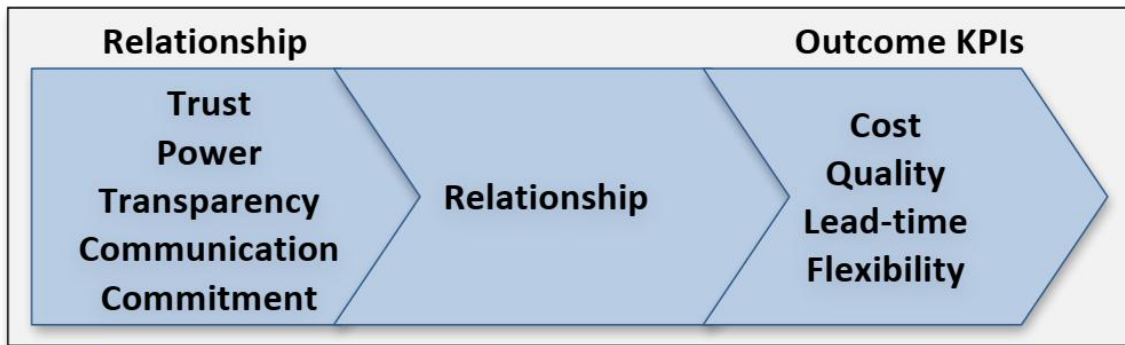 Relationship
Trust
Power
Transparency
Communication
Commitment
Relationship
Outcome KPIs
Cost
Quality
Lead-time
Flexibility